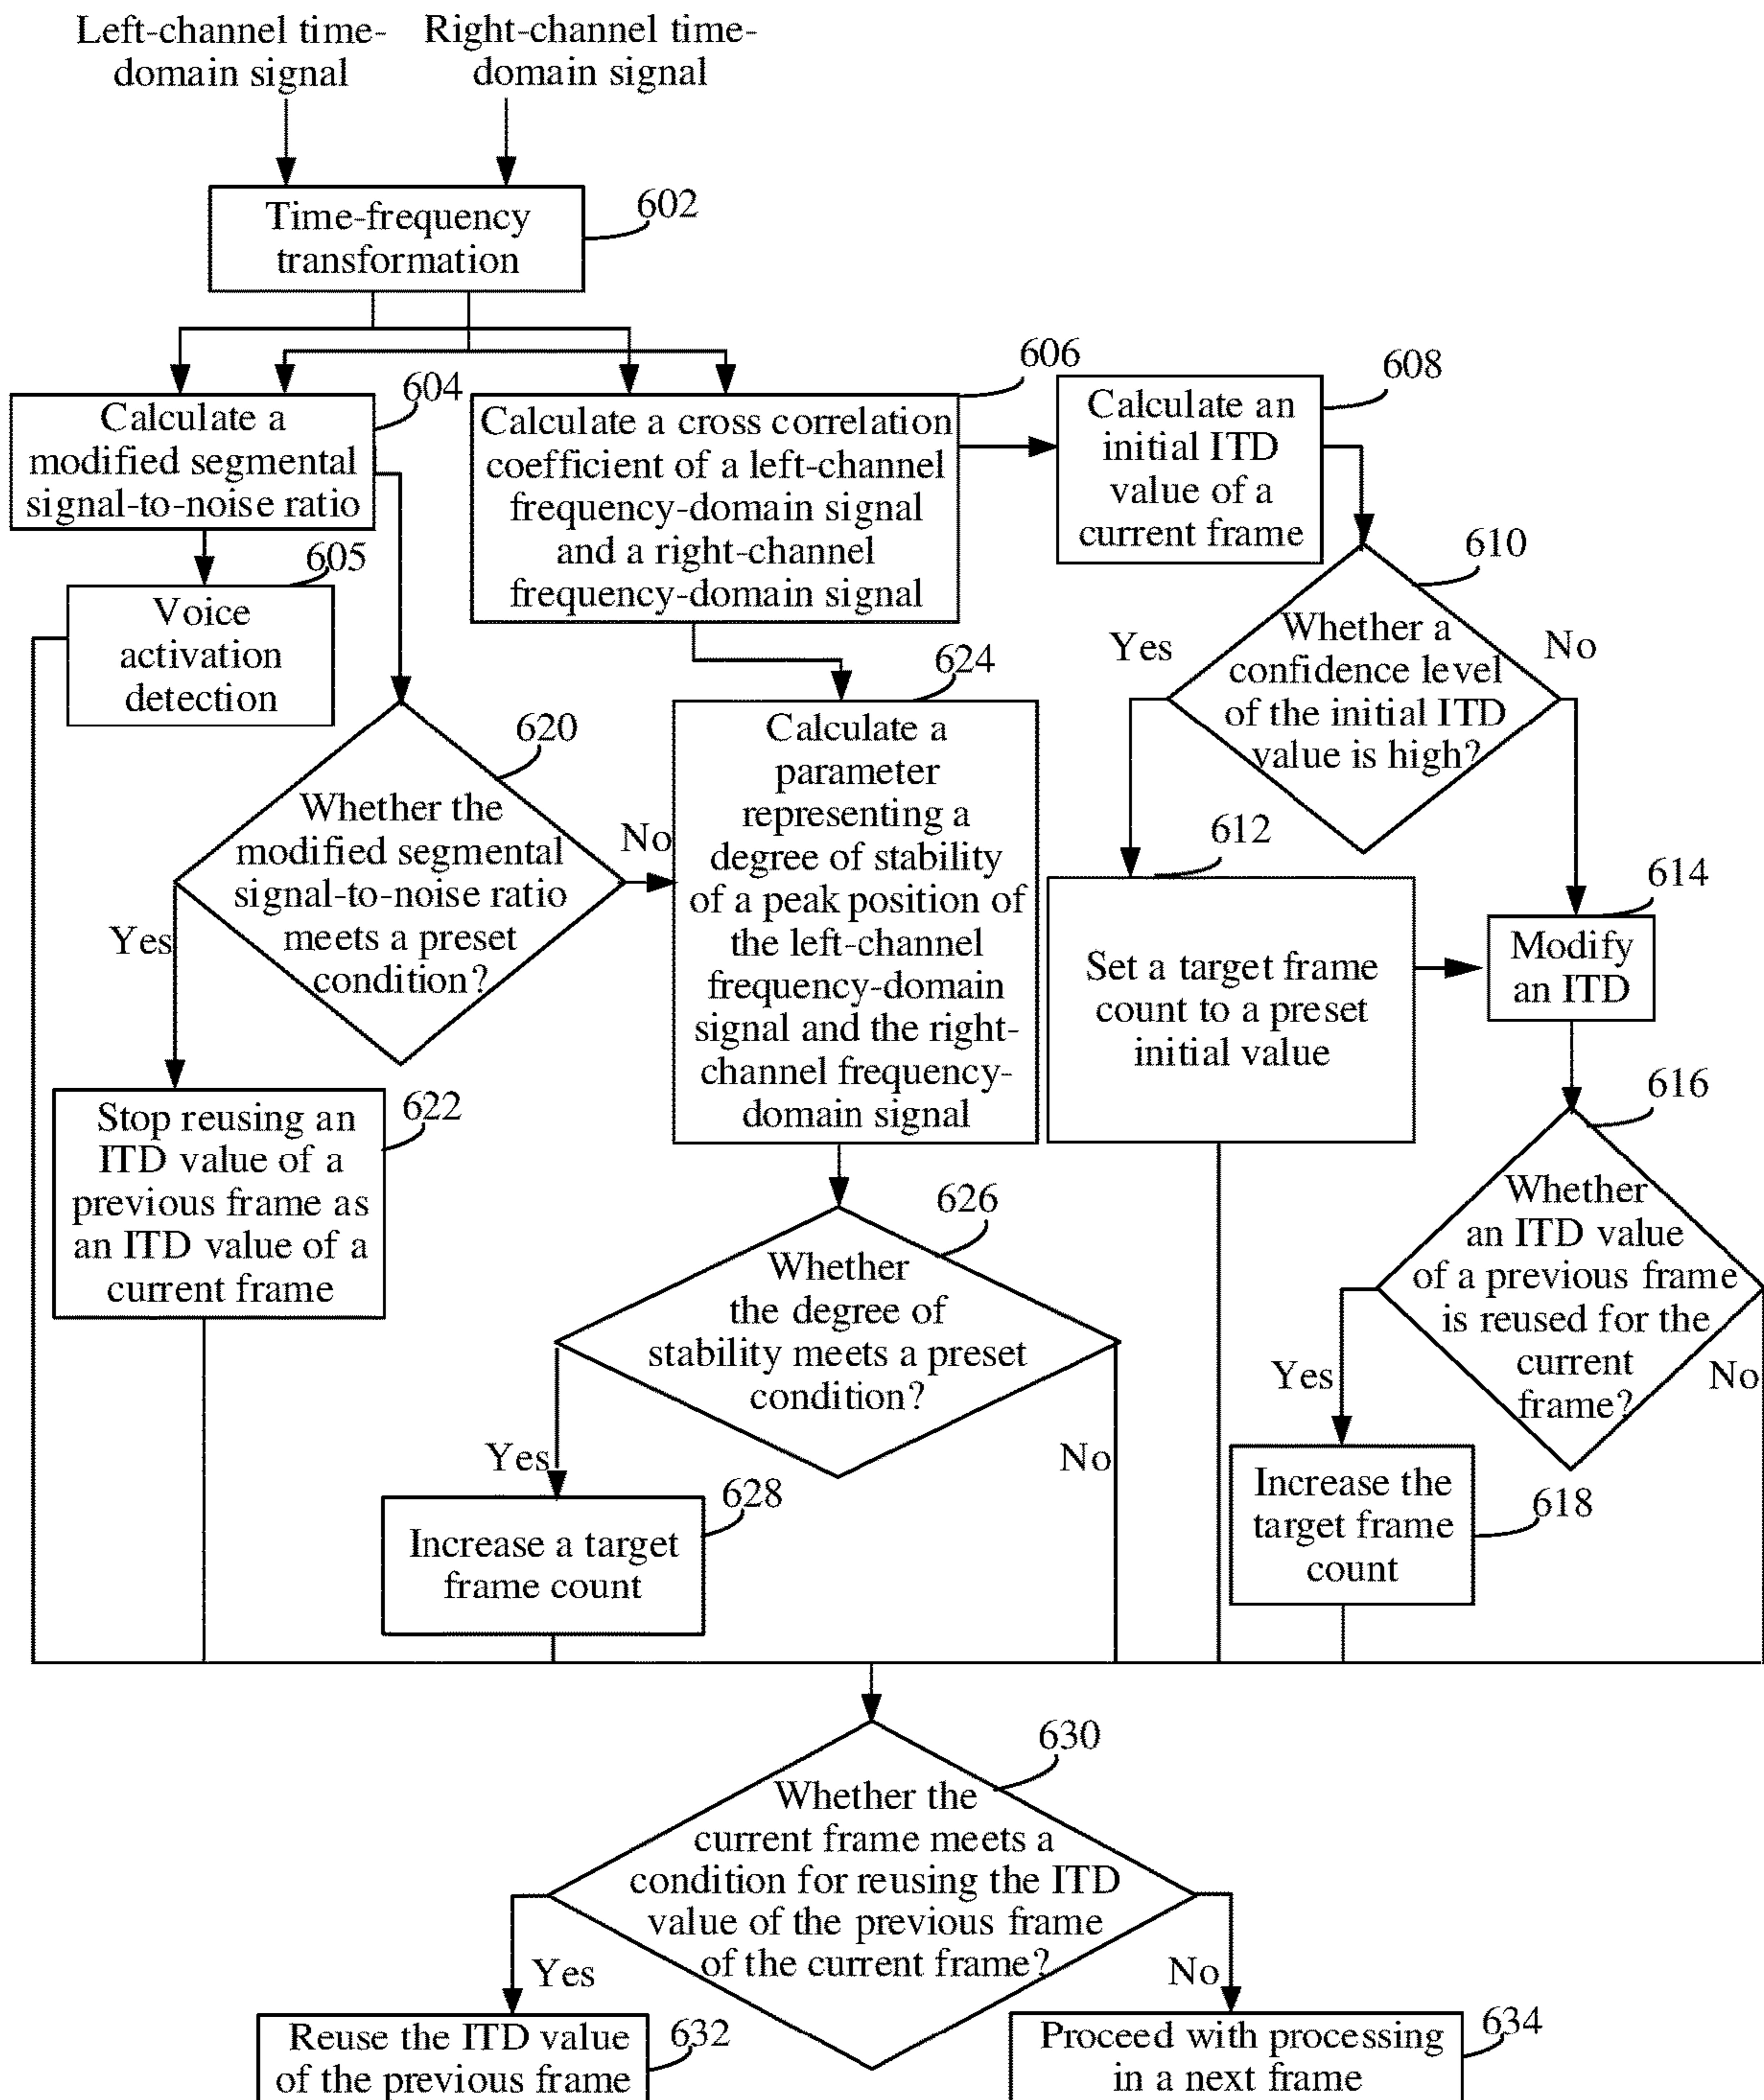 Left-channel time-
domain signal
Right-channel time-
domain signal
Time-frequency
transformation
602
604
Calculate a
modified segmental
signal-to-noise ratio
606
Calculate a cross correlation
coefficient of a left-channel
frequency-domain signal
and a right-channel
frequency-domain signal
608
Calculate an
initial ITD
value of a
current frame
605
Voice
activation
detection
610
Whether a
confidence level
of the initial ITD
value is high?
Yes
No
620
Whether the
modified segmental
signal-to-noise ratio
meets a preset
condition?
Yes
No
624
Calculate a
parameter
representing a
degree of stability
of a peak position of
the left-channel
frequency-domain
signal and the right-
channel frequency-
domain signal
612
Set a target frame
count to a preset
initial value
614
Modify
an ITD
616
Whether
an ITD value
of a previous frame
is reused for the
current
frame?
Yes
No
622
Stop reusing an
ITD value of a
previous frame as
an ITD value of a
current frame
626
Whether
the degree of
stability meets a preset
condition?
Yes
No
628
Increase a target
frame count
618
Increase the
target frame
count
630
Whether the
current frame meets a
condition for reusing the ITD
value of the previous frame
of the current frame?
Yes
No
632
Reuse the ITD value
of the previous frame
634
Proceed with processing
in a next frame